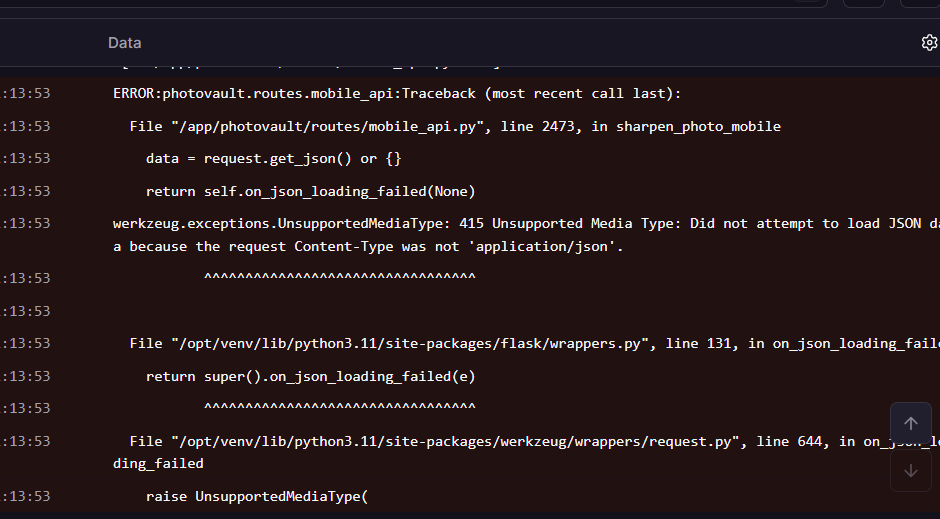 Data
:13:53 ERROR:photovault.routes.mobile_api:Traceback (most recent call last):
:13:53 File "/app/photovault/routes/mobile_api.py", line 2473, in sharpen_photo_mobile
:13:53 data = request.get_json() or {}
:13:53 return self.on_json_loading_failed(None)
:13:53 werkzeug.exceptions.UnsupportedMediaType: 415 Unsupported Media Type: Did not attempt to load JSON da
a because the request Content-Type was not 'application/json'.
:13:53 ^^^^^^^^^^^^^^^^^^^^^^^^^^^^^^^^^
:13:53
:13:53 File "/opt/venv/lib/python3.11/site-packages/flask/wrappers.py", line 131, in on_json_loading_faile
:13:53 return super().on_json_loading_failed(e)
:13:53 ^^^^^^^^^^^^^^^^^^^^^^^^^^^^^^^^^
:13:53 File "/opt/venv/lib/python3.11/site-packages/werkzeug/wrappers/request.py", line 644, in on_json_lo
ding_failed
:13:53 raise UnsupportedMediaType(